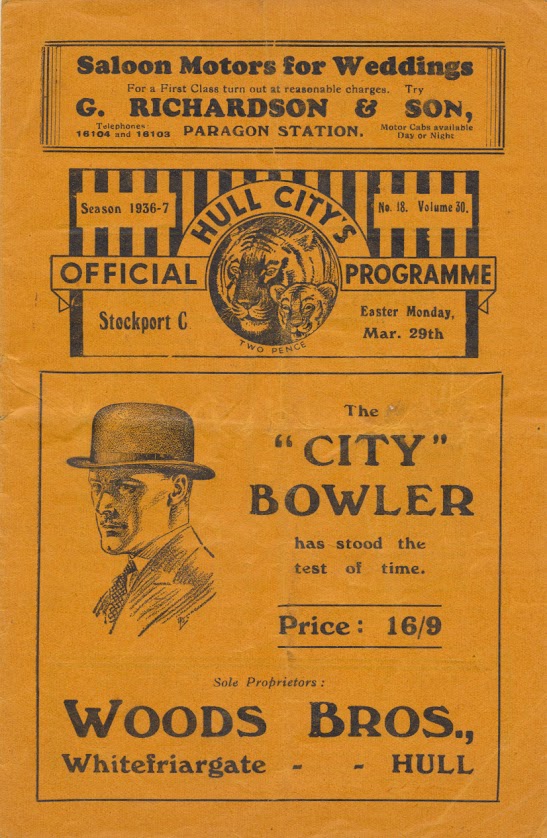 Saloon Motors for Weddings
For a First Class turn out at reasonable charges. Try
G. RICHARDSON & SON,
Telephones: 16104 and 16103
PARAGON STATION.
Motor Cabs available Day or Night
Season 1936-7
HULL CITY'S
No. 18. Volume 30.
OFFICIAL PROGRAMME
Stockport C
Easter Monday,
Mar. 29th
TWO PENCE
The
"CITY"
BOWLER
has stood the
test of time.
Price: 16/9
Sole Proprietors:
WOODS BROS.,
Whitefriargate - - HULL